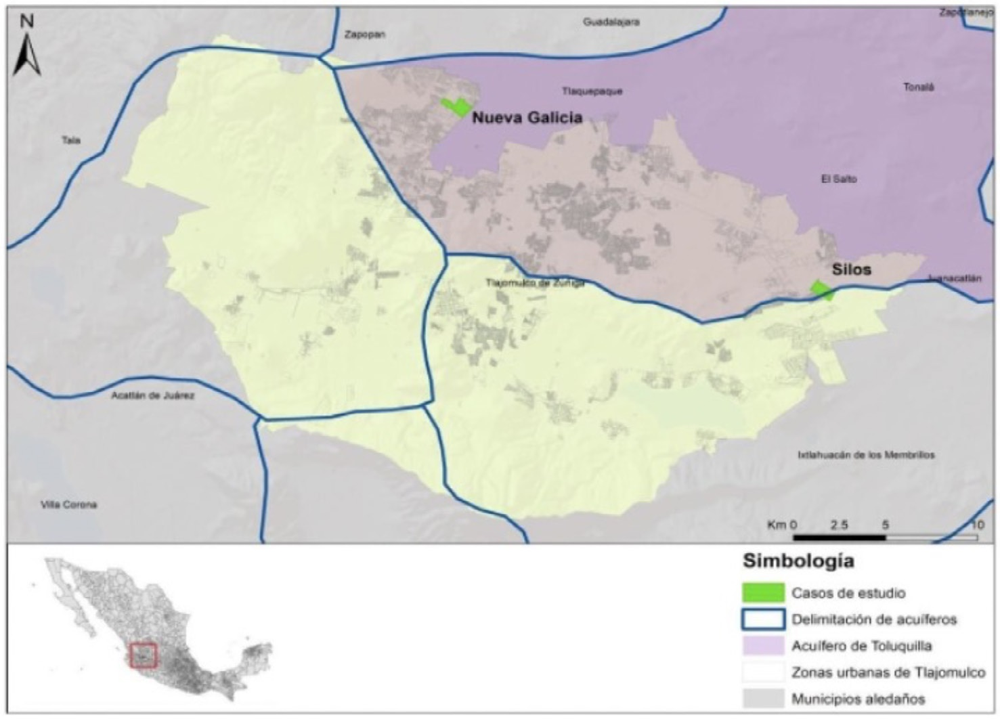 N
Zapopan
Guadalajara
Zapotlanejo
Tlaquepaque
Tonalá
Nueva Galicia
Tala
El Salto
Silos
Juanacatlán
Tlajomulco de Zúñiga
Acatlán de Juárez
Ixtlahuacán de los Membrillos
Villa Corona
Km 0 2.5 5 10
Simbología
Casos de estudio
Delimitación de acuíferos
Acuífero de Toluquilla
Zonas urbanas de Tlajomulco
Municipios aledaños